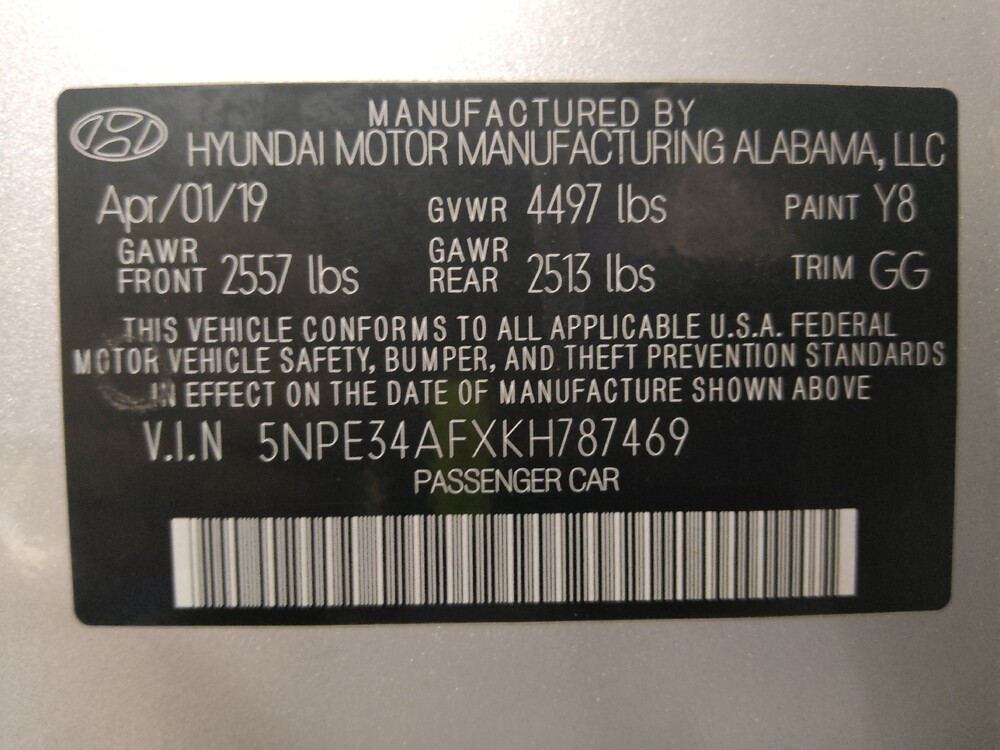 MANUFACTURED BY
HYUNDAI MOTOR MANUFACTURING ALABAMA, LLC
Apr/01/19 GVWR 4497 lbs PAINT Y8
GAWR FRONT 2557 lbs GAWR REAR 2513 lbs TRIM GG
THIS VEHICLE CONFORMS TO ALL APPLICABLE U.S.A. FEDERAL
MOTOR VEHICLE SAFETY, BUMPER, AND THEFT PREVENTION STANDARDS
IN EFFECT ON THE DATE OF MANUFACTURE SHOWN ABOVE
V.I.N 5NPE34AFXKH787469
PASSENGER CAR